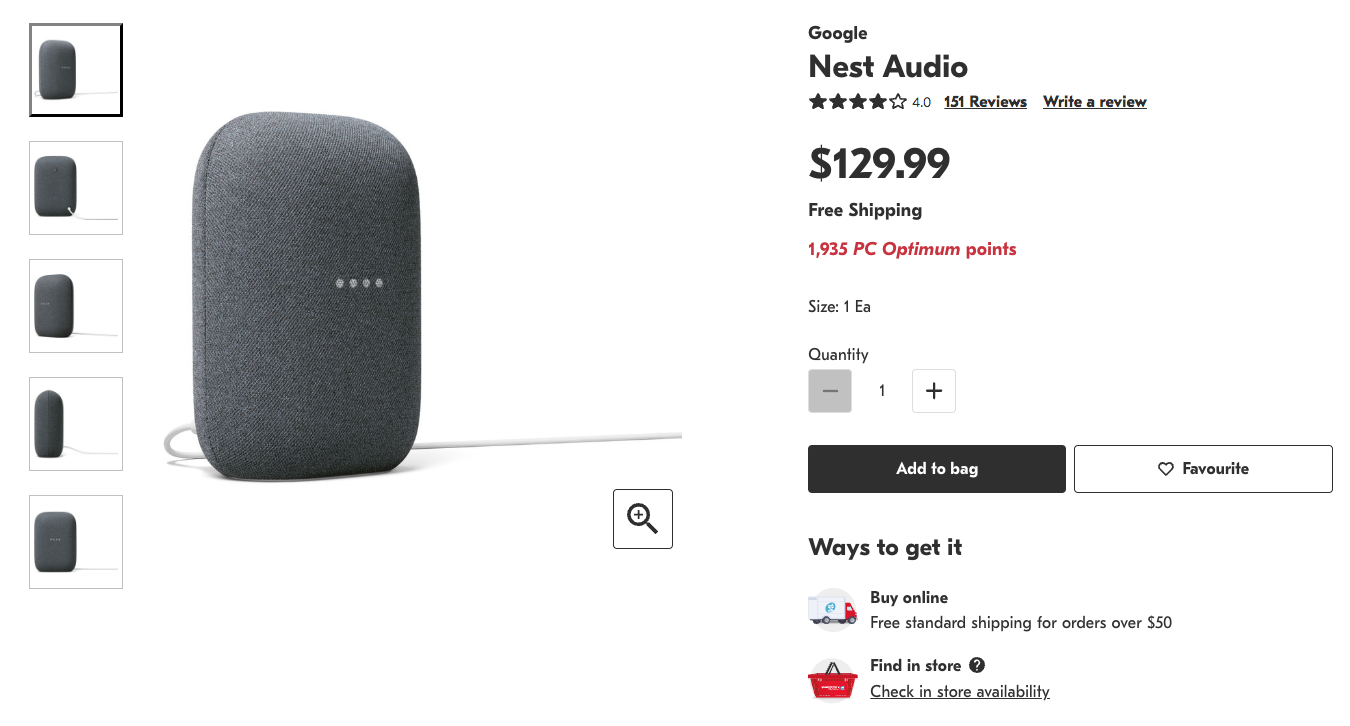 Google
Nest Audio
4.0 151 Reviews Write a review
$129.99
Free Shipping
1,935 PC Optimum points
Size: 1 Ea
Quantity
1
Add to bag
Favourite
Ways to get it
Buy online
Free standard shipping for orders over $50
Find in store ?
Check in store availability